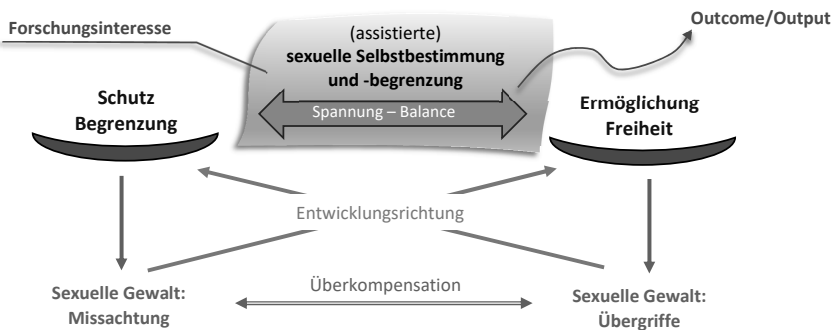 Forschungsinteresse
(assistierte)
sexuelle Selbstbestimmung
und -begrenzung
Outcome/Output
Schutz
Begrenzung
Spannung – Balance
Ermöglichung
Freiheit
Entwicklungsrichtung
Überkompensation
Sexuelle Gewalt:
Missachtung
Sexuelle Gewalt:
Übergriffe